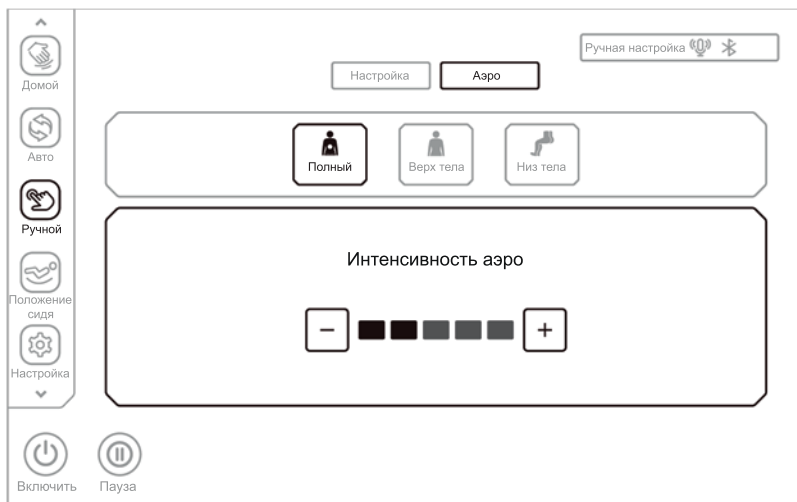 Ручная настройка
Настройка
Аэро
Домой
Авто
Полный
Верх тела
Низ тела
Ручной
Интенсивность аэро
Положение
сидя
Настройка
Включить
Пауза